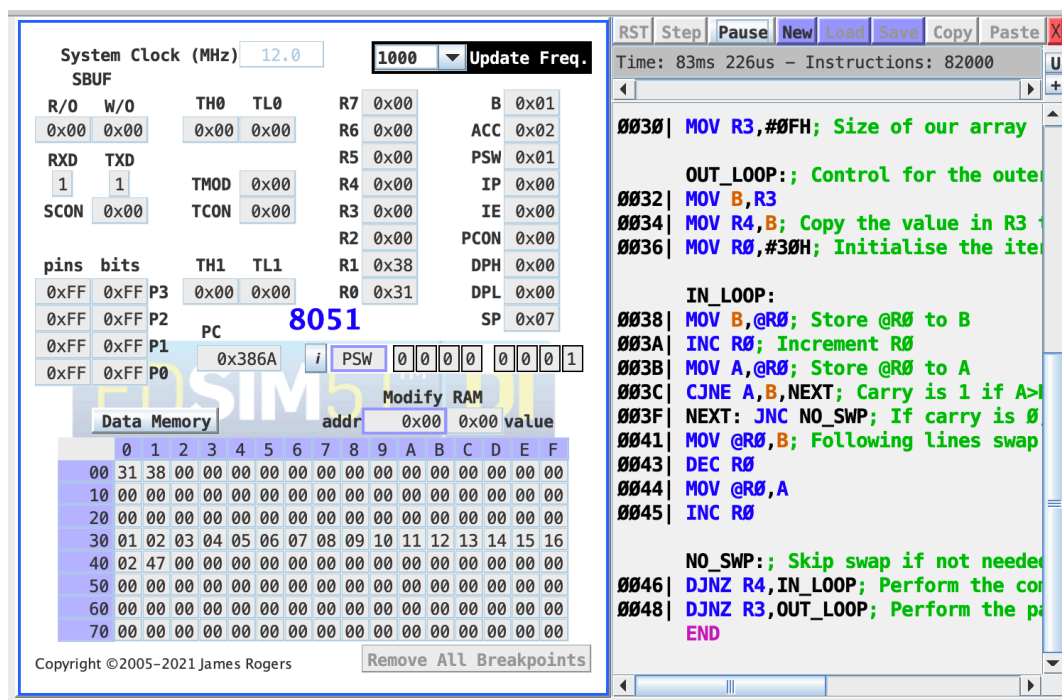 System Clock (MHz) 12.0 1000 Update Freq.
SBUF
R/O W/O TH0 TL0 R7 0x00 B 0x01
0x00 0x00 0x00 0x00 R6 0x00 ACC 0x02
RXD TXD R5 0x00 PSW 0x01
1 1 TMOD 0x00 R4 0x00 IP 0x00
SCON 0x00 TCON 0x00 R3 0x00 IE 0x00
R2 0x00 PCON 0x00
pins bits TH1 TL1 R1 0x38 DPH 0x00
0xFF 0xFF P3 0x00 0x00 R0 0x31 DPL 0x00
0xFF 0xFF P2 8051 SP 0x07
0xFF 0xFF P1 PC
0x386A i PSW 0 0 0 0 0 0 0 1
0xFF 0xFF P0
Modify RAM
Data Memory addr 0x00 0x00 value
0 1 2 3 4 5 6 7 8 9 A B C D E F
00 31 38 00 00 00 00 00 00 00 00 00 00 00 00 00 00
10 00 00 00 00 00 00 00 00 00 00 00 00 00 00 00 00
20 00 00 00 00 00 00 00 00 00 00 00 00 00 00 00 00
30 01 02 03 04 05 06 07 08 09 10 11 12 13 14 15 16
40 02 47 00 00 00 00 00 00 00 00 00 00 00 00 00 00
50 00 00 00 00 00 00 00 00 00 00 00 00 00 00 00 00
60 00 00 00 00 00 00 00 00 00 00 00 00 00 00 00 00
70 00 00 00 00 00 00 00 00 00 00 00 00 00 00 00 00
Copyright ©2005-2021 James Rogers Remove All Breakpoints
RST Step Pause New Load Save Copy Paste X
Time: 83ms 226us - Instructions: 82000 U
+
0030| MOV R3,#0FH; Size of our array
OUT_LOOP:; Control for the outer
0032| MOV B,R3
0034| MOV R4,B; Copy the value in R3
0036| MOV R0,#30H; Initialise the
IN_LOOP:
0038| MOV B,@R0; Store @R0 to B
003A| INC R0; Increment R0
003B| MOV A,@R0; Store @R0 to A
003C| CJNE A,B,NEXT; Carry is 1 if
003F| NEXT: JNC NO_SWP; If carry is 0
0041| MOV @R0,B; Following lines swap
0043| DEC R0
0044| MOV @R0,A
0045| INC R0
NO_SWP:; Skip swap if not needed
0046| DJNZ R4,IN_LOOP; Perform the
0048| DJNZ R3,OUT_LOOP; Perform the
END